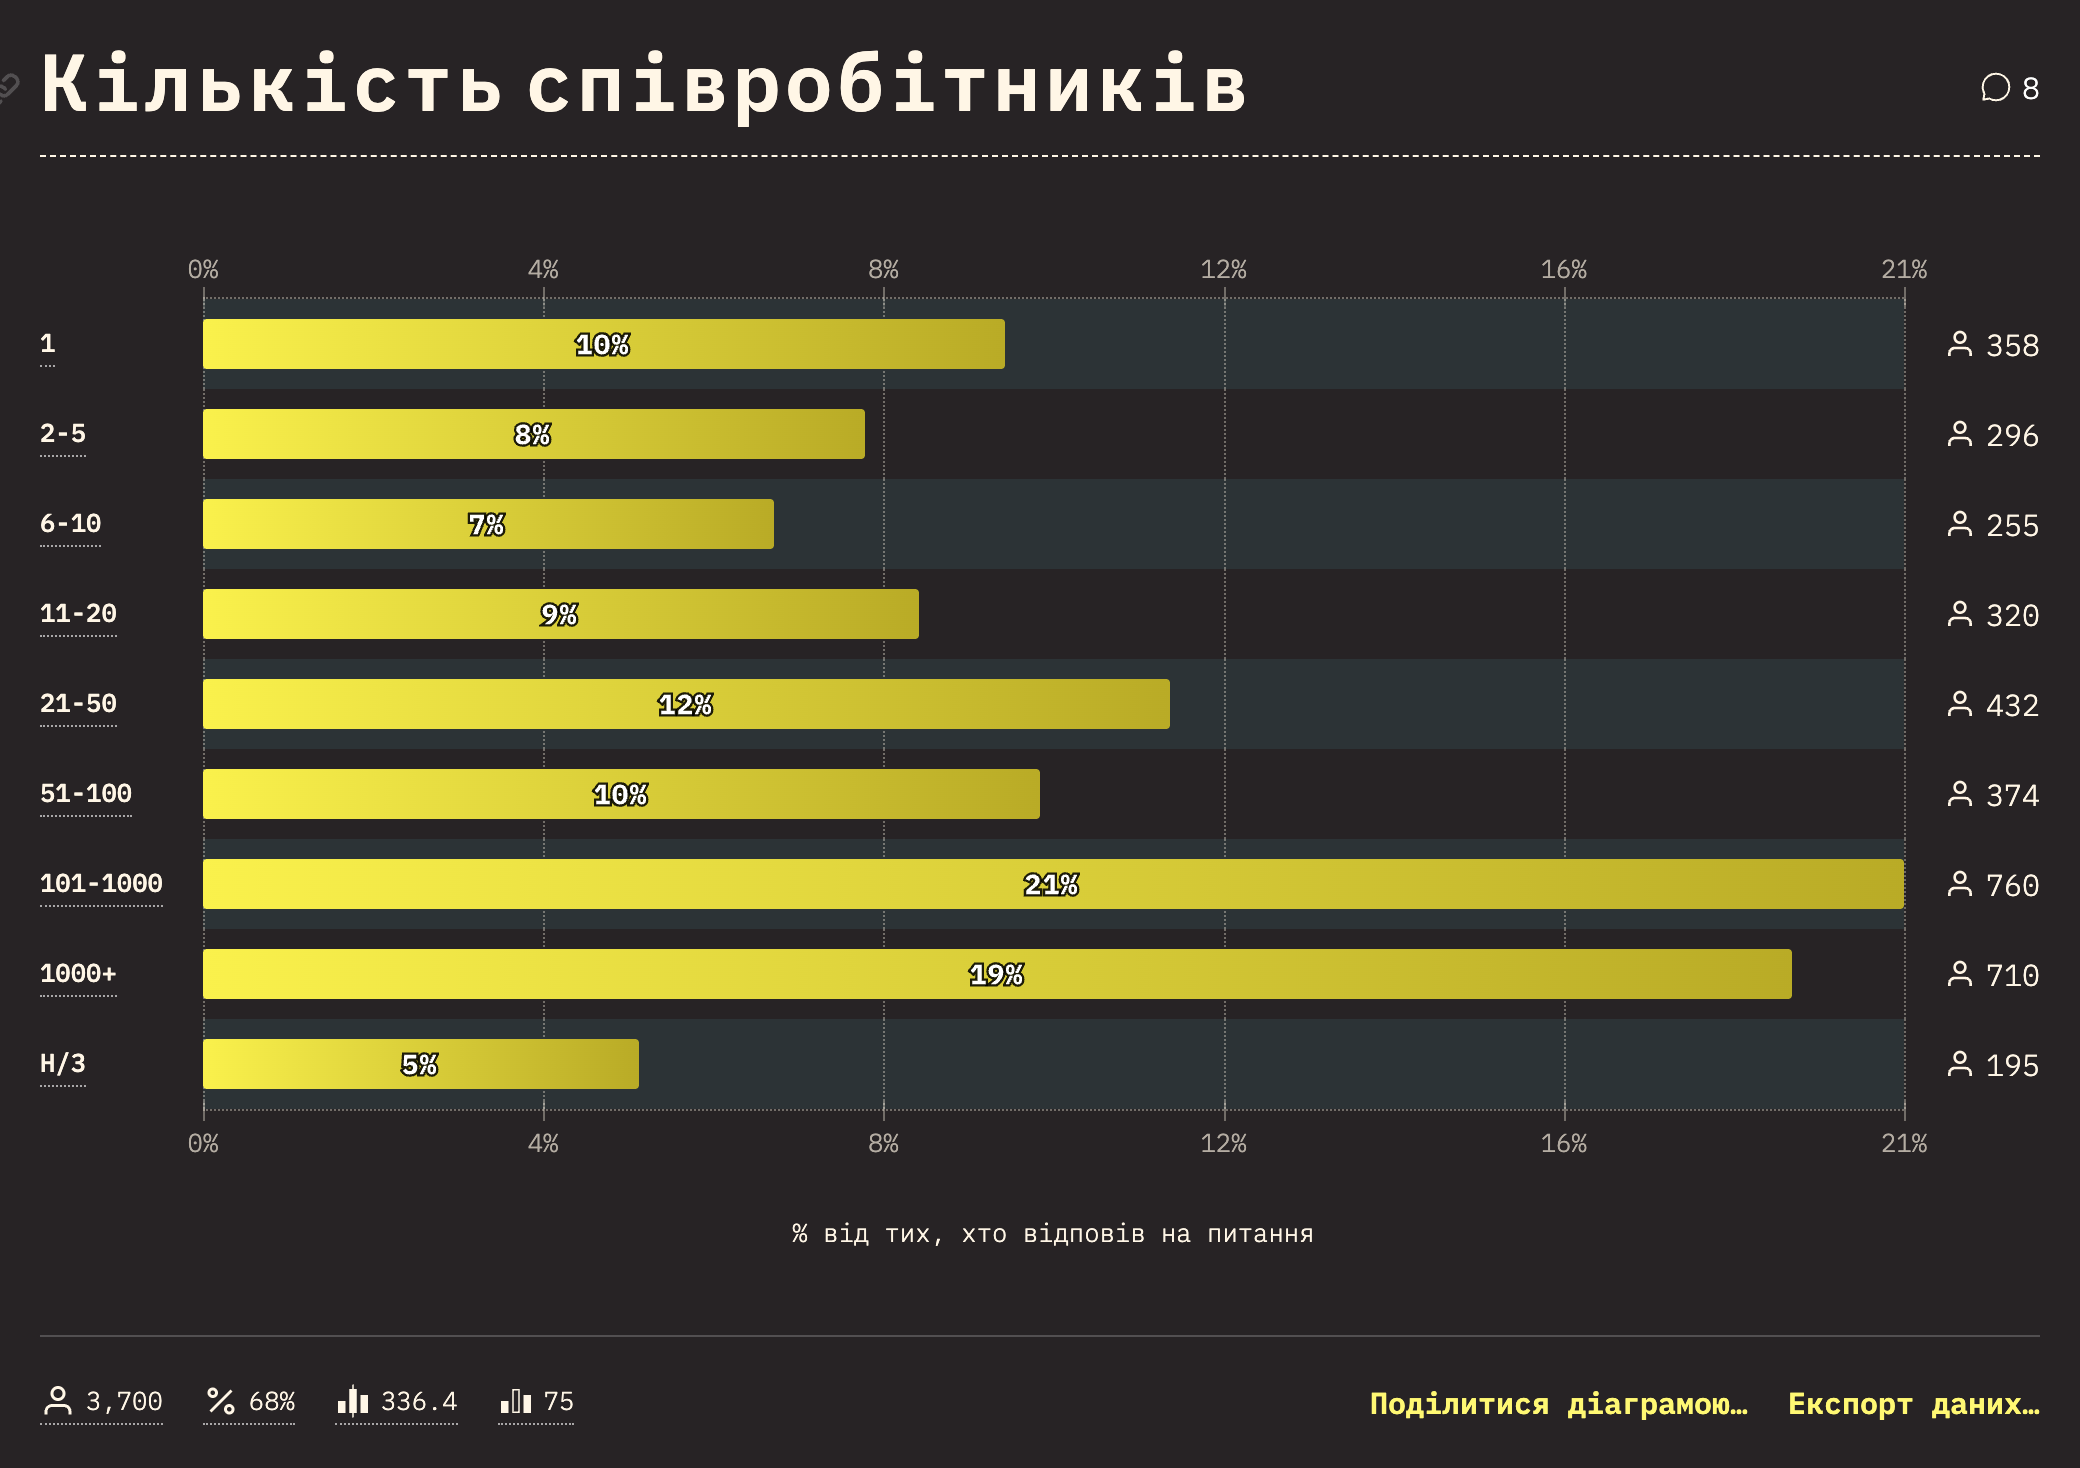 Кількість співробітників
8
0% 4% 8% 12% 16% 21%
1 10% 358
2-5 8% 296
6-10 7% 255
11-20 9% 320
21-50 12% 432
51-100 10% 374
101-1000 21% 760
1000+ 19% 710
Н/З 5% 195
0% 4% 8% 12% 16% 21%
% від тих, хто відповів на питання
3,700 68% 336.4 75 Поділитися діаграмою… Експорт даних…